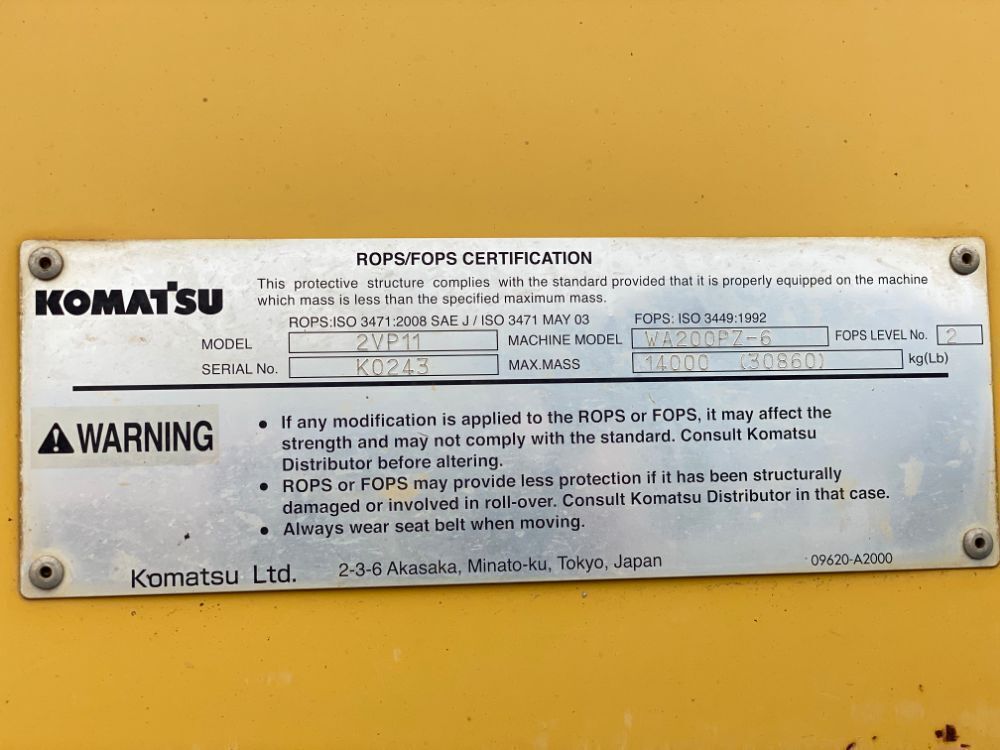 ROPS/FOPS CERTIFICATION
KOMATSU
This protective structure complies with the standard provided that it is properly equipped on the machine
which mass is less than the specified maximum mass.
ROPS:ISO 3471:2008 SAE J / ISO 3471 MAY 03 FOPS: ISO 3449:1992
MODEL 2VP11 MACHINE MODEL WA200PZ-6 FOPS LEVEL No. 2
SERIAL No. K0243 MAX.MASS 14000 (30860) kg(Lb)
WARNING
• If any modification is applied to the ROPS or FOPS, it may affect the
strength and may not comply with the standard. Consult Komatsu
Distributor before altering.
• ROPS or FOPS may provide less protection if it has been structurally
damaged or involved in roll-over. Consult Komatsu Distributor in that case.
• Always wear seat belt when moving.
Komatsu Ltd. 2-3-6 Akasaka, Minato-ku, Tokyo, Japan 09620-A2000